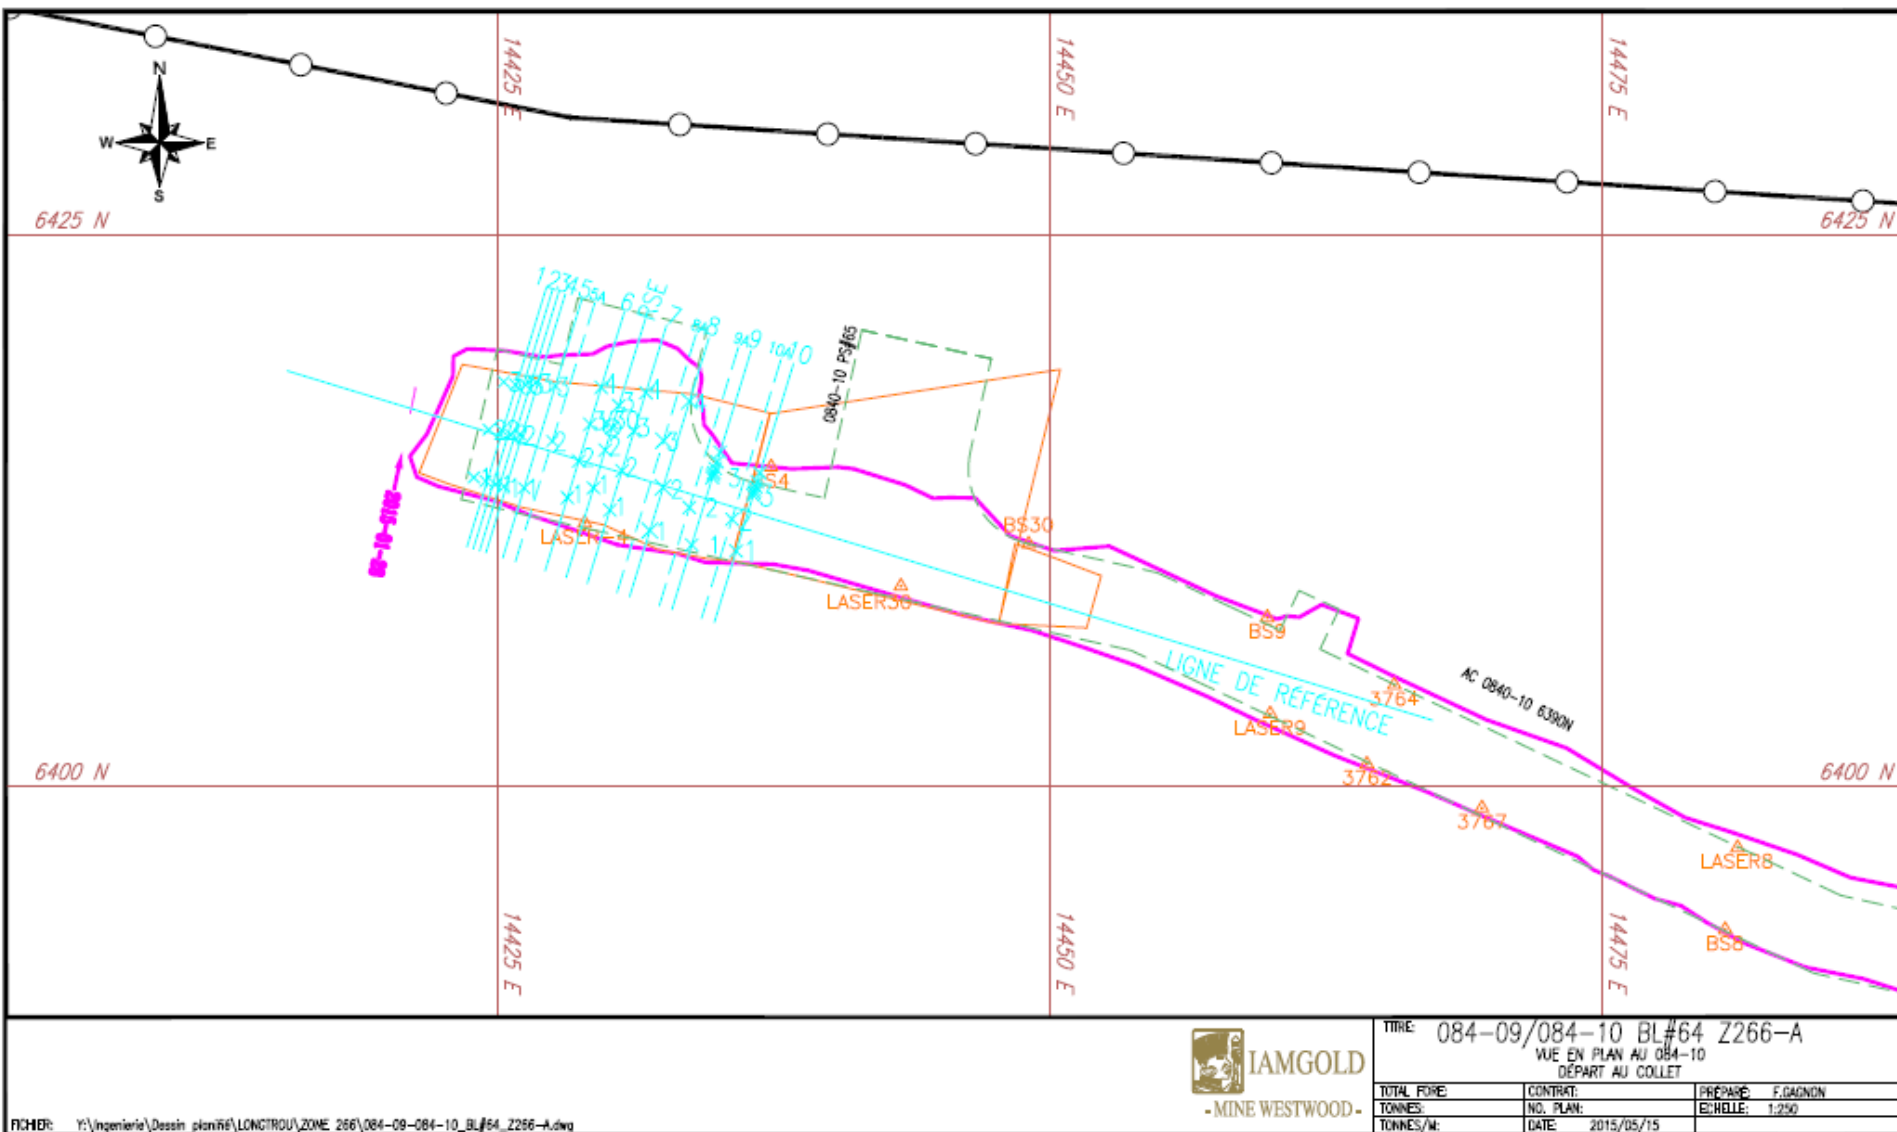 14425 E
14450 E
14475 E
N
W E
S
6425 N
6425 N
1 2 3 4 5 5A 6 RSE 7 8A 8 9A 9 10A 10
0840-10 PS#65
2015-01-
LASER-4
BS30
LASER30
BS9
LIGNE DE RÉFÉRENCE
3764
AC 0840-10 6390N
LASER9
3762
3767
6400 N
6400 N
LASER8
BS8
14425 E
14450 E
14475 E
IAMGOLD
- MINE WESTWOOD -
TITRE: 084-09/084-10 BL#64 Z266-A
VUE EN PLAN AU 084-10
DÉPART AU COLLET
TOTAL FORE: CONTRAT: PRÉPARÉ: F.GAGNON
TONNES: NO. PLAN: ECHELLE: 1:250
TONNES/M: DATE: 2015/05/15
FICHIER: Y:\Ingenierie\Dessin planifié\LONGTROU\ZONE 266\084-09-084-10_BL#64_Z266-A.dwg